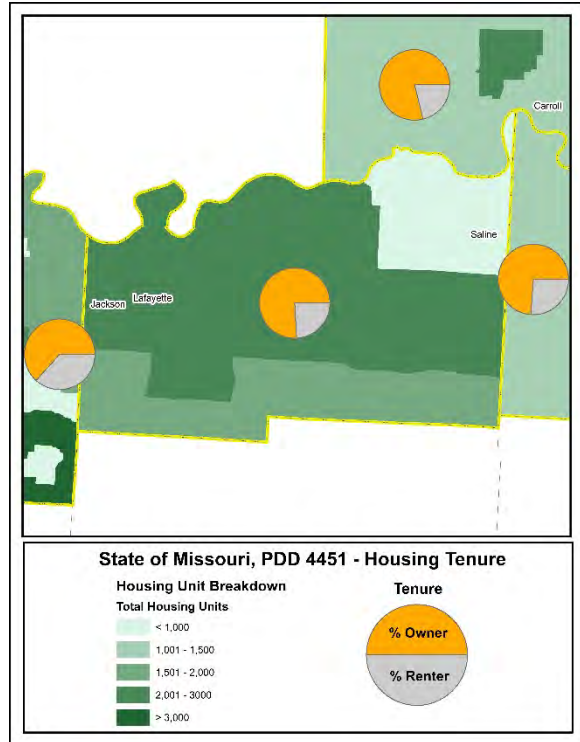 Carroll
Saline
Jackson
Lafayette
State of Missouri, PDD 4451 - Housing Tenure
Housing Unit Breakdown
Total Housing Units
< 1,000
1,001 - 1,500
1,501 - 2,000
2,001 - 3000
> 3,000
Tenure
% Owner
% Renter